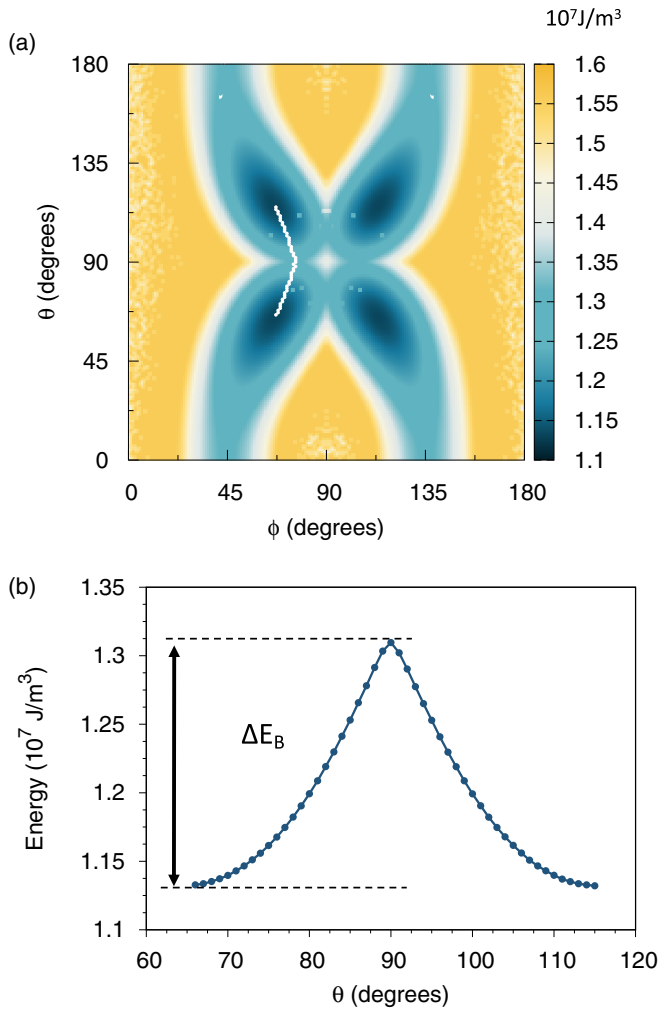 10⁷J/m³
(a)
180
135
90
45
0
θ (degrees)
0 45 90 135 180
ϕ (degrees)
1.6
1.55
1.5
1.45
1.4
1.35
1.3
1.25
1.2
1.15
1.1
(b)
1.35
1.3
1.25
1.2
1.15
1.1
Energy (10⁷ J/m³)
ΔE_B
60 70 80 90 100 110 120
θ (degrees)